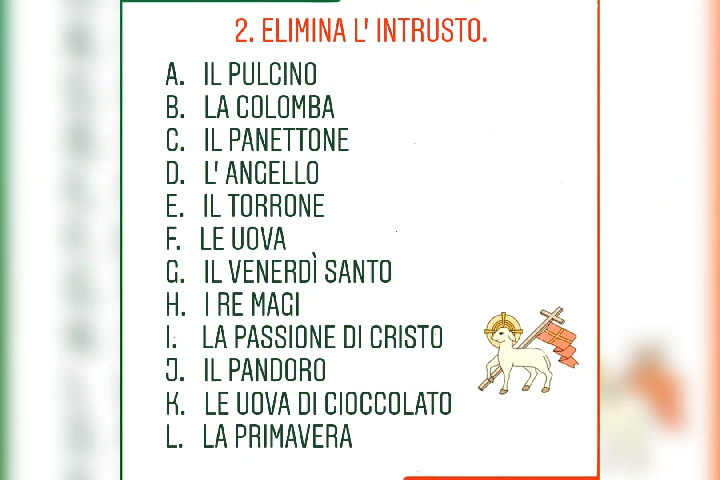 2. ELIMINA L' INTRUSTO.
A. IL PULCINO
B. LA COLOMBA
C. IL PANETTONE
D. L' ANGELLO
E. IL TORRONE
F. LE UOVA
G. IL VENERDÌ SANTO
H. I RE MAGI
I. LA PASSIONE DI CRISTO
J. IL PANDORO
K. LE UOVA DI CIOCCOLATO
L. LA PRIMAVERA